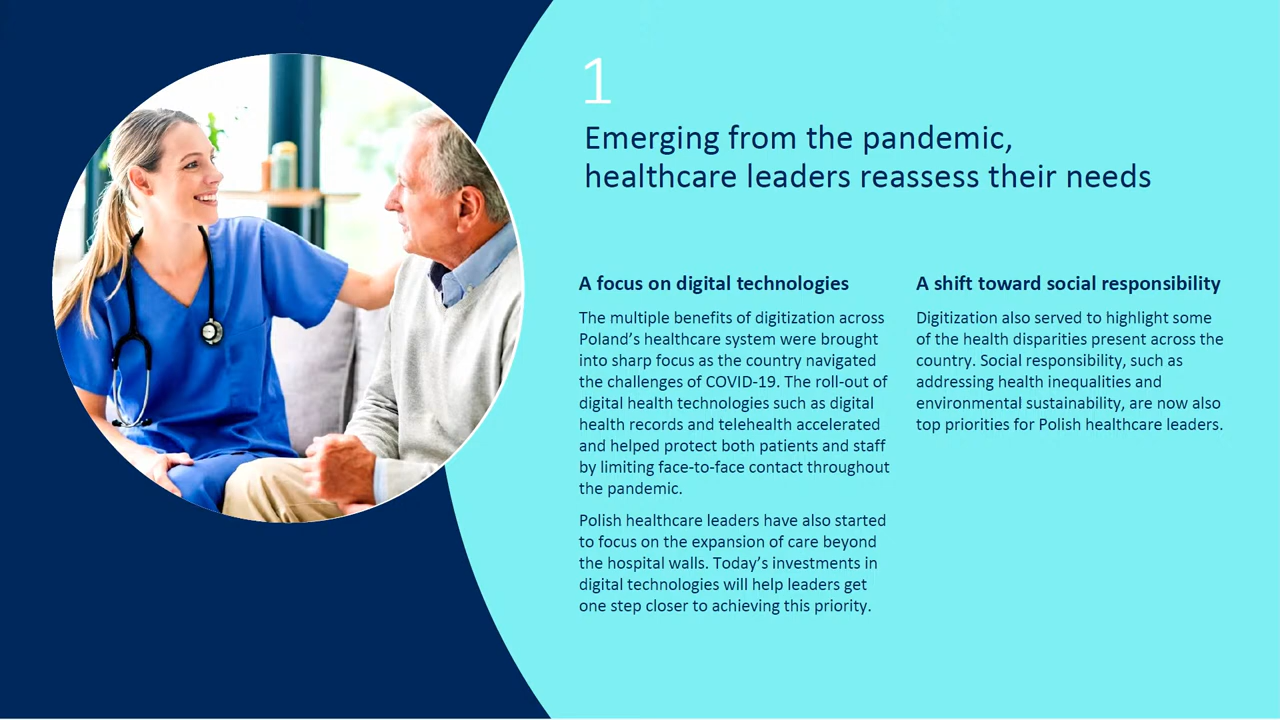 1
Emerging from the pandemic,
healthcare leaders reassess their needs
A focus on digital technologies
The multiple benefits of digitization across
Poland’s healthcare system were brought
into sharp focus as the country navigated
the challenges of COVID-19. The roll-out of
digital health technologies such as digital
health records and telehealth accelerated
and helped protect both patients and staff
by limiting face-to-face contact throughout
the pandemic.
Polish healthcare leaders have also started
to focus on the expansion of care beyond
the hospital walls. Today’s investments in
digital technologies will help leaders get
one step closer to achieving this priority.
A shift toward social responsibility
Digitization also served to highlight some
of the health disparities present across the
country. Social responsibility, such as
addressing health inequalities and
environmental sustainability, are now also
top priorities for Polish healthcare leaders.